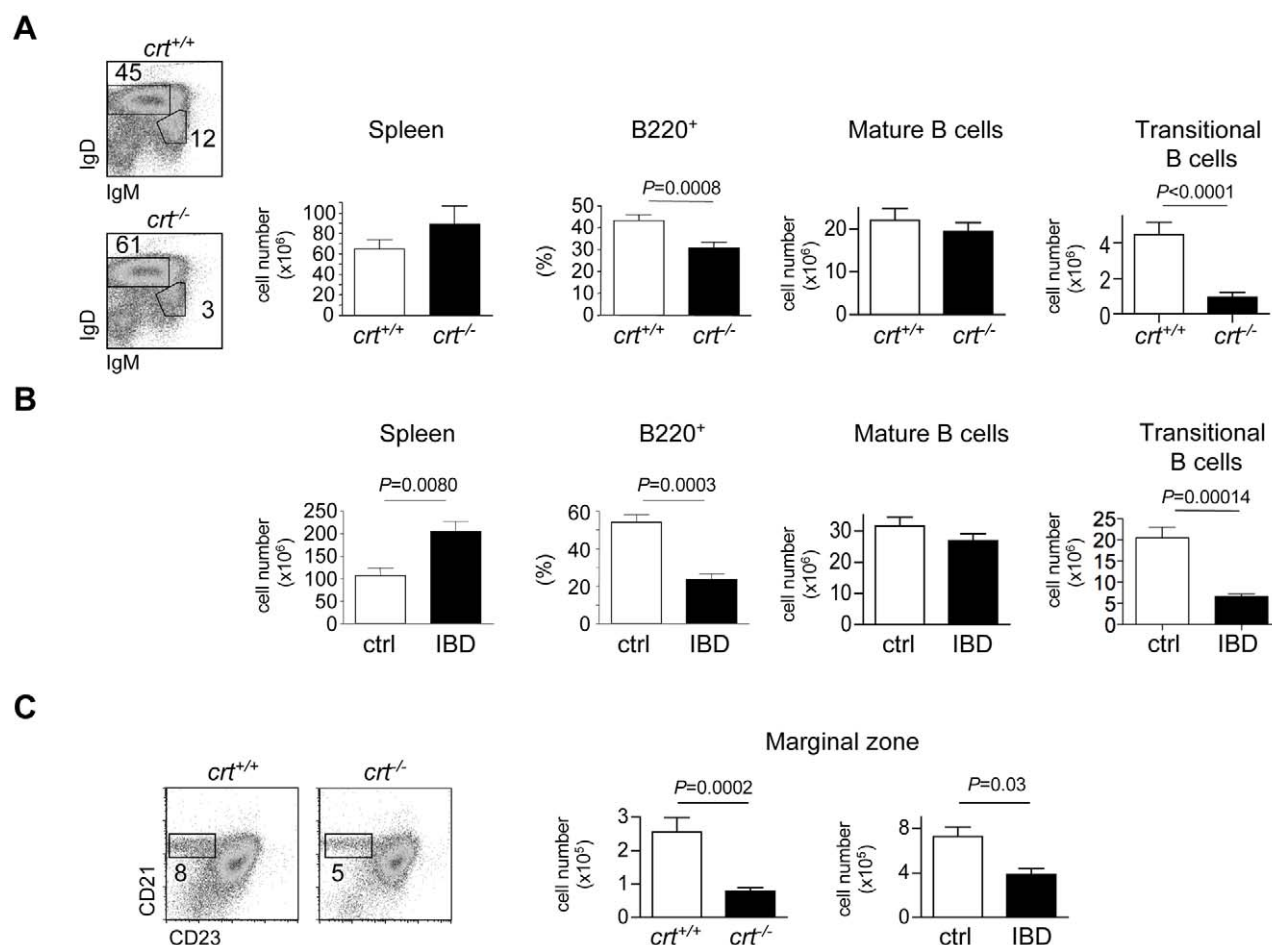 A
crt+/+
45
12
IgD
IgM
crt-/-
61
3
IgD
IgM
Spleen
cell number
(x10⁶)
100
80
60
40
20
0
crt+/+ crt-/-
B220+
P=0.0008
(%)
50
40
30
20
10
0
crt+/+ crt-/-
Mature B cells
cell number
(x10⁶)
20
10
0
crt+/+ crt-/-
Transitional
B cells
P<0.0001
cell number
(x10⁶)
4
2
0
crt+/+ crt-/-
B
Spleen
P=0.0080
cell number
(x10⁶)
250
200
150
100
50
0
ctrl IBD
B220+
P=0.0003
(%)
60
40
20
0
ctrl IBD
Mature B cells
cell number
(x10⁶)
30
20
10
0
ctrl IBD
Transitional
B cells
P=0.00014
cell number
(x10⁶)
25
20
15
10
5
0
ctrl IBD
C
crt+/+
8
CD21
CD23
crt-/-
5
Marginal zone
P=0.0002
cell number
(x10⁵)
3
2
1
0
crt+/+ crt-/-
P=0.03
cell number
(x10⁵)
8
4
0
ctrl IBD